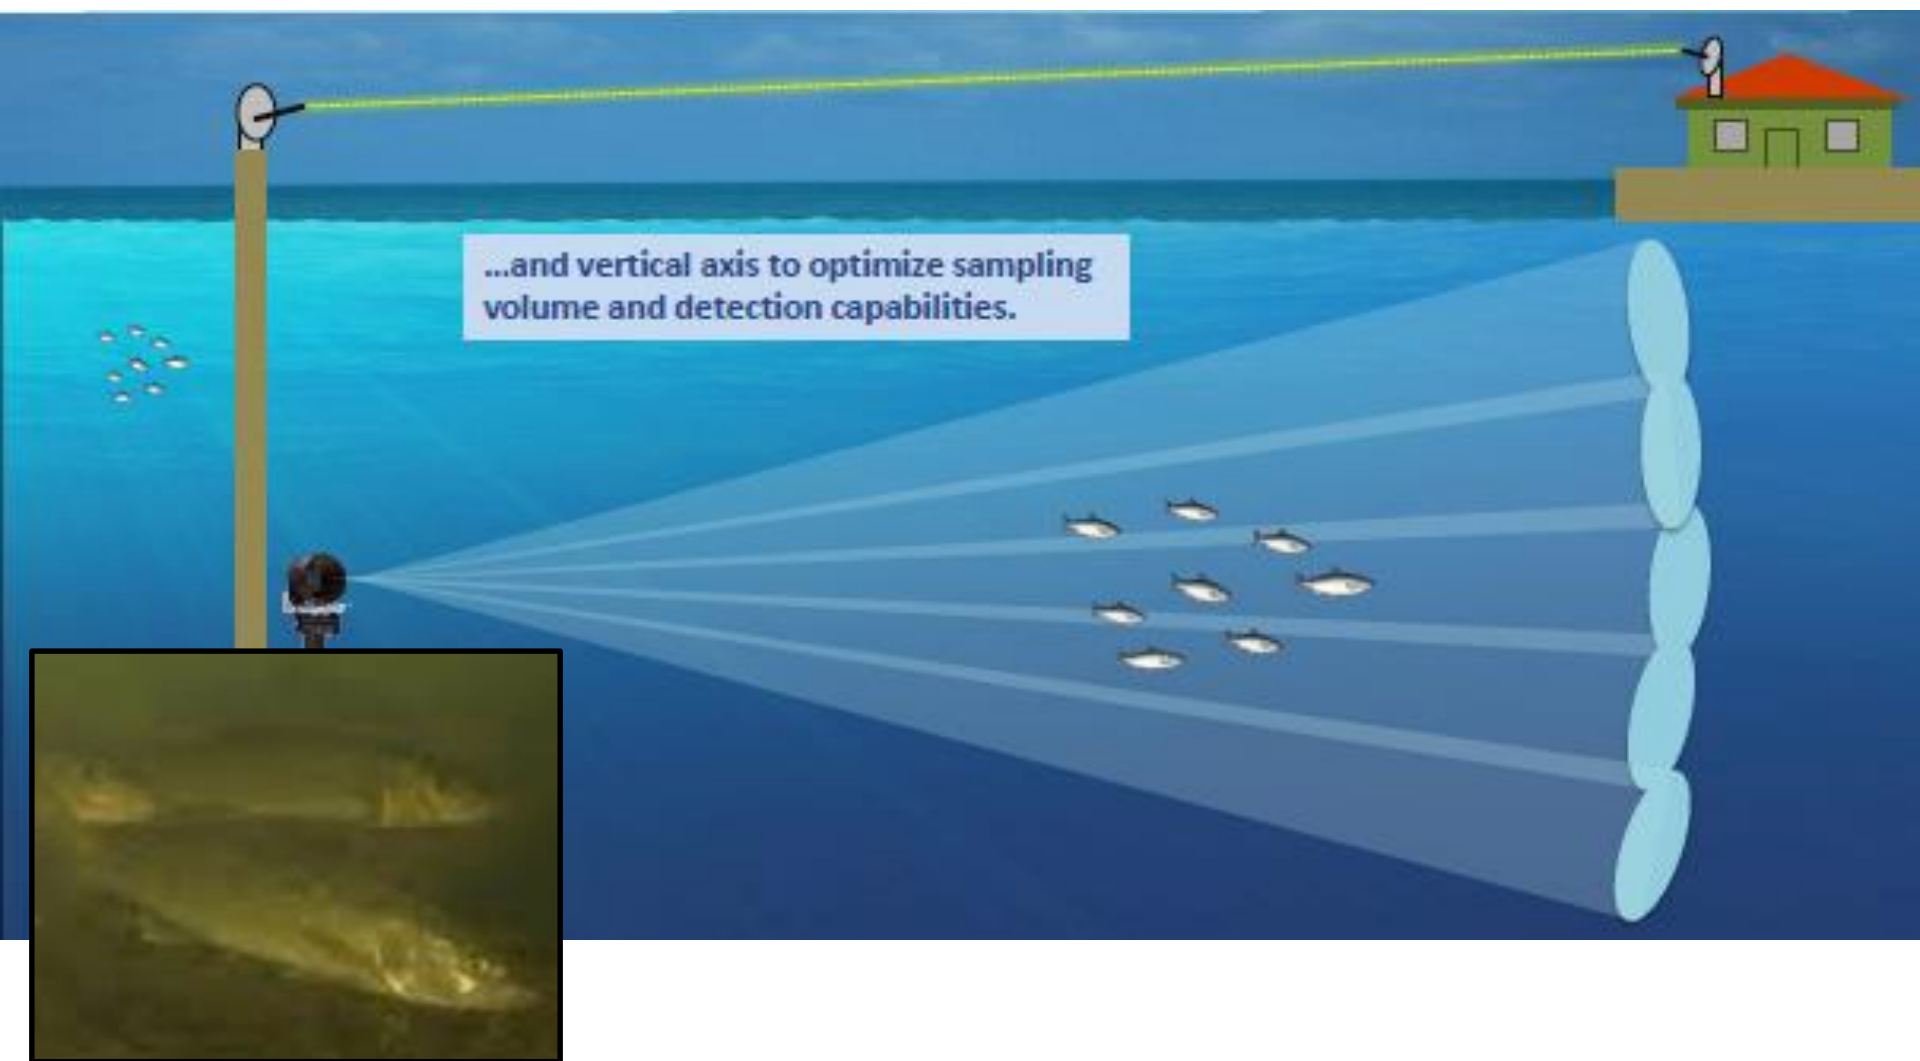 ...and vertical axis to optimize sampling
volume and detection capabilities.